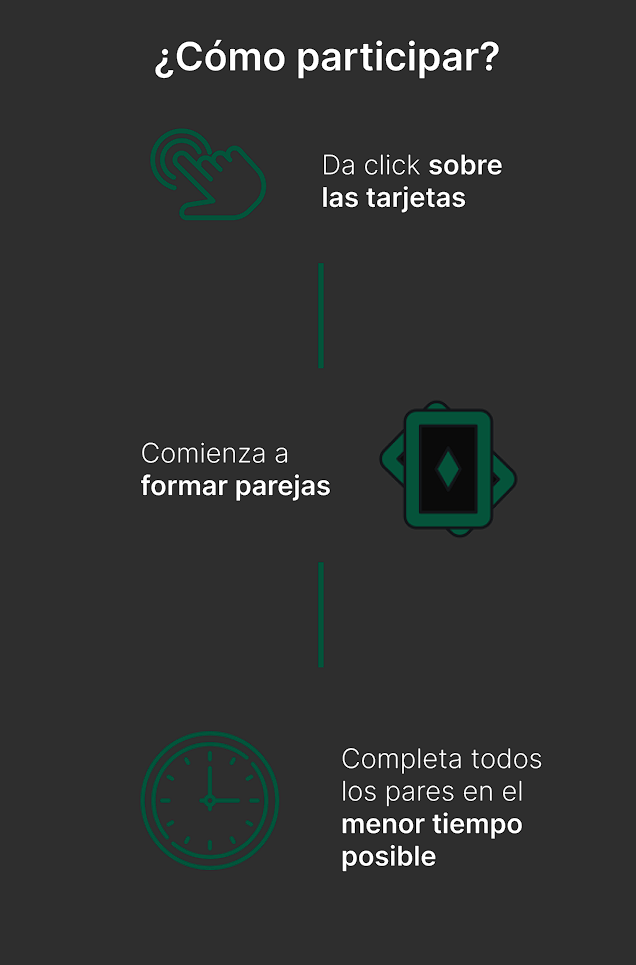 ¿Cómo participar?
Da click sobre
las tarjetas
Comienza a
formar parejas
Completa todos
los pares en el
menor tiempo
posible